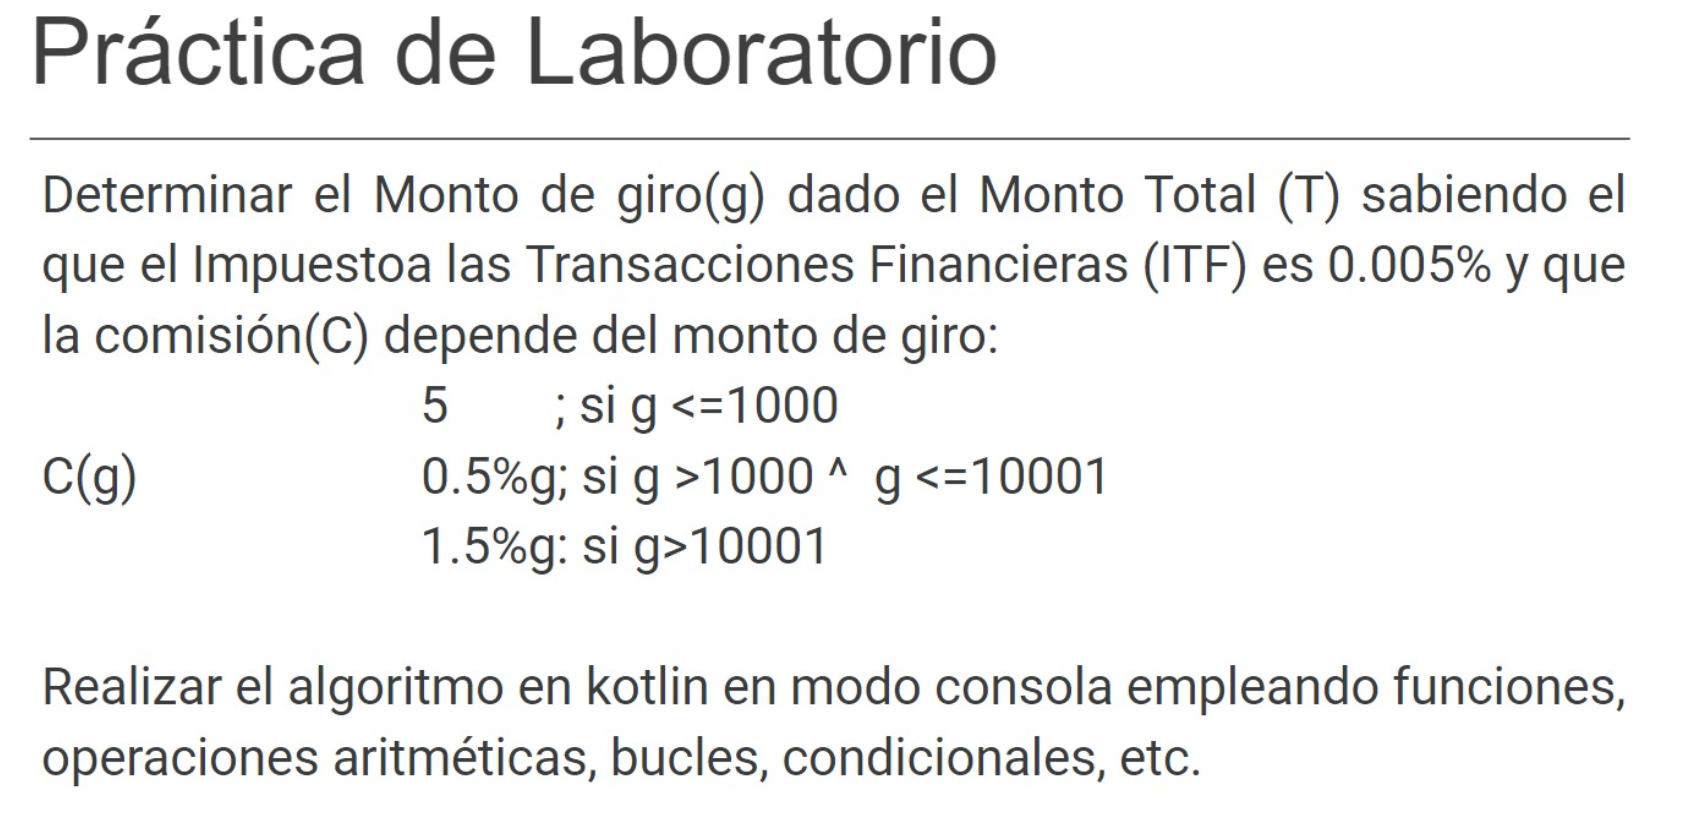 Práctica de Laboratorio
Determinar el Monto de giro(g) dado el Monto Total (T) sabiendo el
que el Impuestoa las Transacciones Financieras (ITF) es 0.005% y que
la comisión(C) depende del monto de giro:
5 ; si g <=1000
C(g) 0.5%g; si g >1000 ^ g <=10001
1.5%g: si g>10001
Realizar el algoritmo en kotlin en modo consola empleando funciones,
operaciones aritméticas, bucles, condicionales, etc.